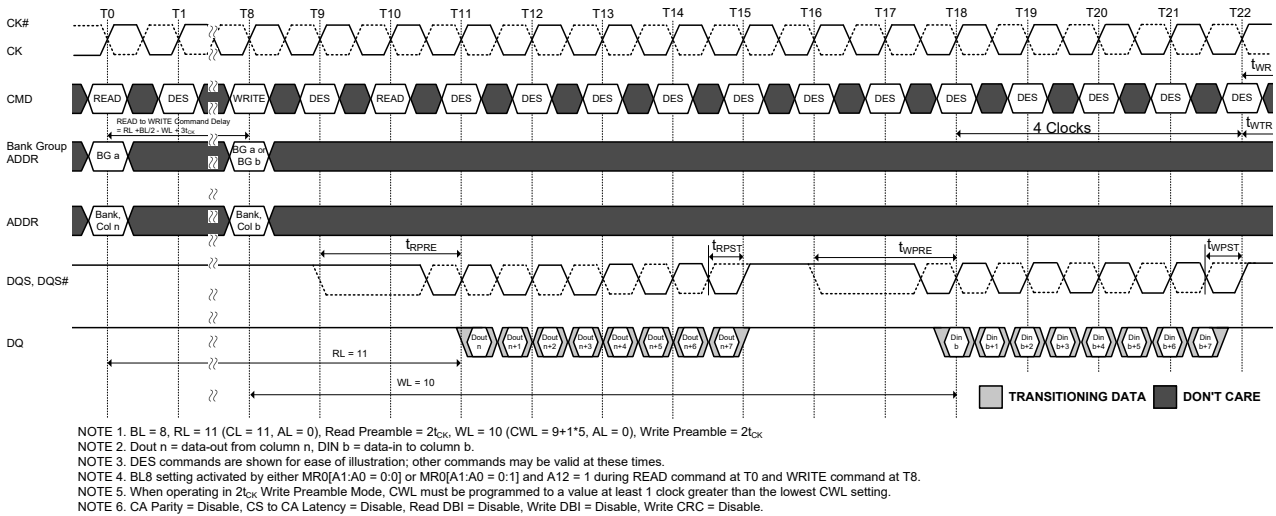 T0 T1 T8 T9 T10 T11 T12 T13 T14 T15 T16 T17 T18 T19 T20 T21 T22
CK#
CK
tWR
CMD
READ DES WRITE DES READ DES DES DES DES DES DES DES DES DES DES DES DES
READ to WRITE Command Delay
= RL +BL/2 - WL + 3tCK
4 Clocks
tWTR
Bank Group
ADDR
BG a
BG a or
BG b
ADDR
Bank,
Col n
Bank,
Col b
tRPRE tRPST tWPRE tWPST
DQS, DQS#
DQ
Dout
n
Dout
n+1
Dout
n+2
Dout
n+3
Dout
n+4
Dout
n+5
Dout
n+6
Dout
n+7
Din
b
Din
b+1
Din
b+2
Din
b+3
Din
b+4
Din
b+5
Din
b+6
Din
b+7
RL = 11
WL = 10
TRANSITIONING DATA DON'T CARE
NOTE 1. BL = 8, RL = 11 (CL = 11, AL = 0), Read Preamble = 2tCK, WL = 10 (CWL = 9+1*5, AL = 0), Write Preamble = 2tCK
NOTE 2. Dout n = data-out from column n, DIN b = data-in to column b.
NOTE 3. DES commands are shown for ease of illustration; other commands may be valid at these times.
NOTE 4. BL8 setting activated by either MR0[A1:A0 = 0:0] or MR0[A1:A0 = 0:1] and A12 = 1 during READ command at T0 and WRITE command at T8.
NOTE 5. When operating in 2tCK Write Preamble Mode, CWL must be programmed to a value at least 1 clock greater than the lowest CWL setting.
NOTE 6. CA Parity = Disable, CS to CA Latency = Disable, Read DBI = Disable, Write DBI = Disable, Write CRC = Disable.